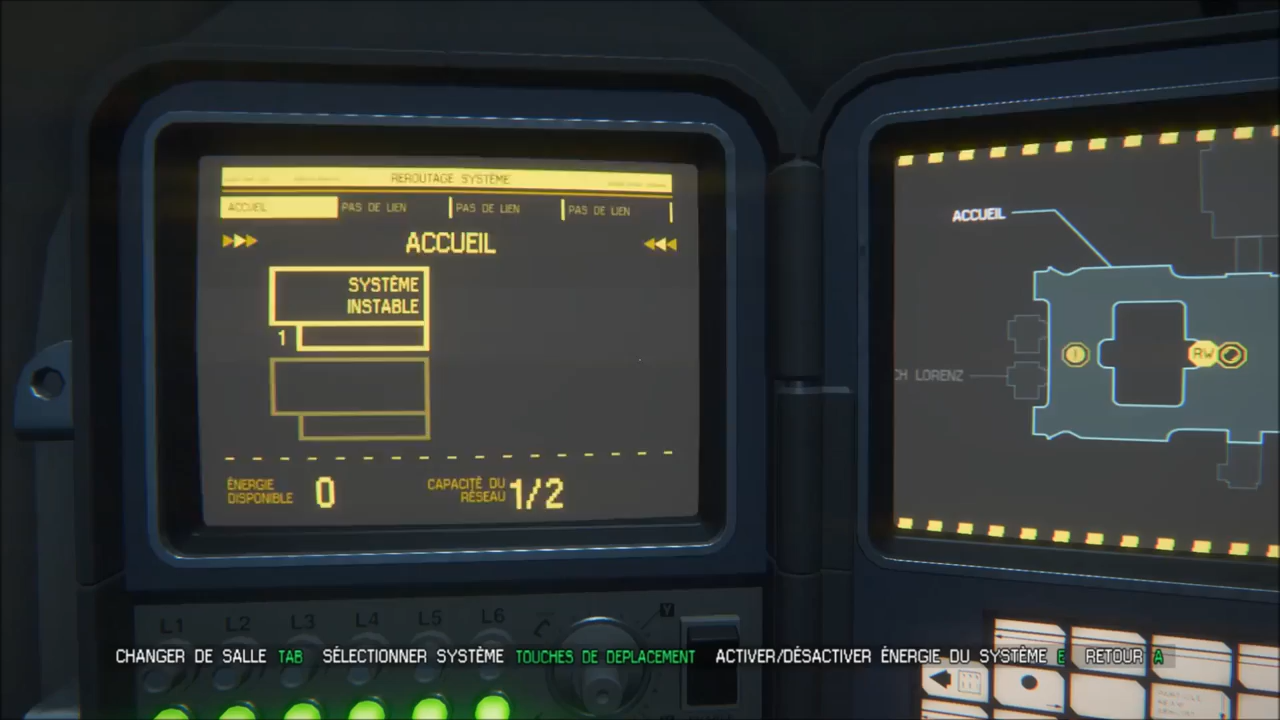 REROUTAGE SYSTÈME
ACCUEIL PAS DE LIEN PAS DE LIEN PAS DE LIEN
ACCUEIL
SYSTÈME
INSTABLE
1
ÉNERGIE
DISPONIBLE 0
CAPACITÉ DU
RÉSEAU 1/2
ACCUEIL
RW
CH LORENZ
L1 L2 L3 L4 L5 L6
Y
CHANGER DE SALLE TAB SÉLECTIONNER SYSTÈME TOUCHES DE DEPLACEMENT ACTIVER/DÉSACTIVER ÉNERGIE DU SYSTÈME E RETOUR A